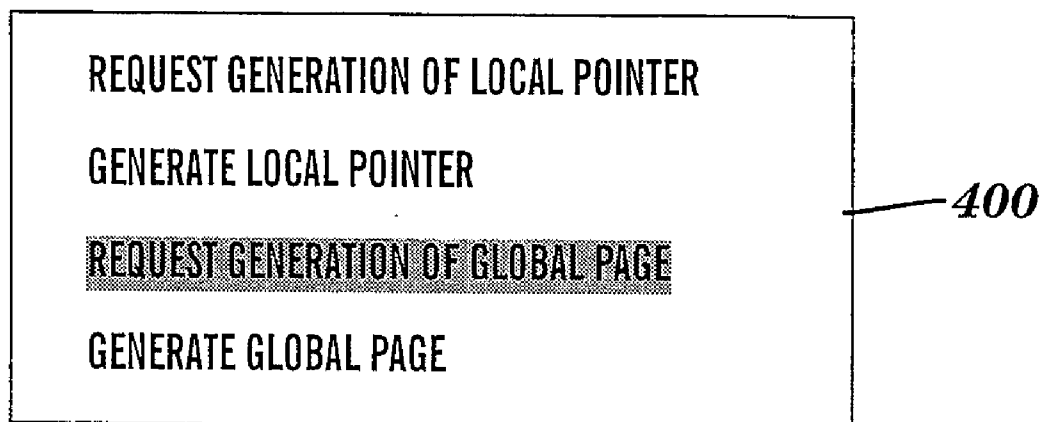 REQUEST GENERATION OF LOCAL POINTER
GENERATE LOCAL POINTER
400
REQUEST GENERATION OF GLOBAL PAGE
GENERATE GLOBAL PAGE